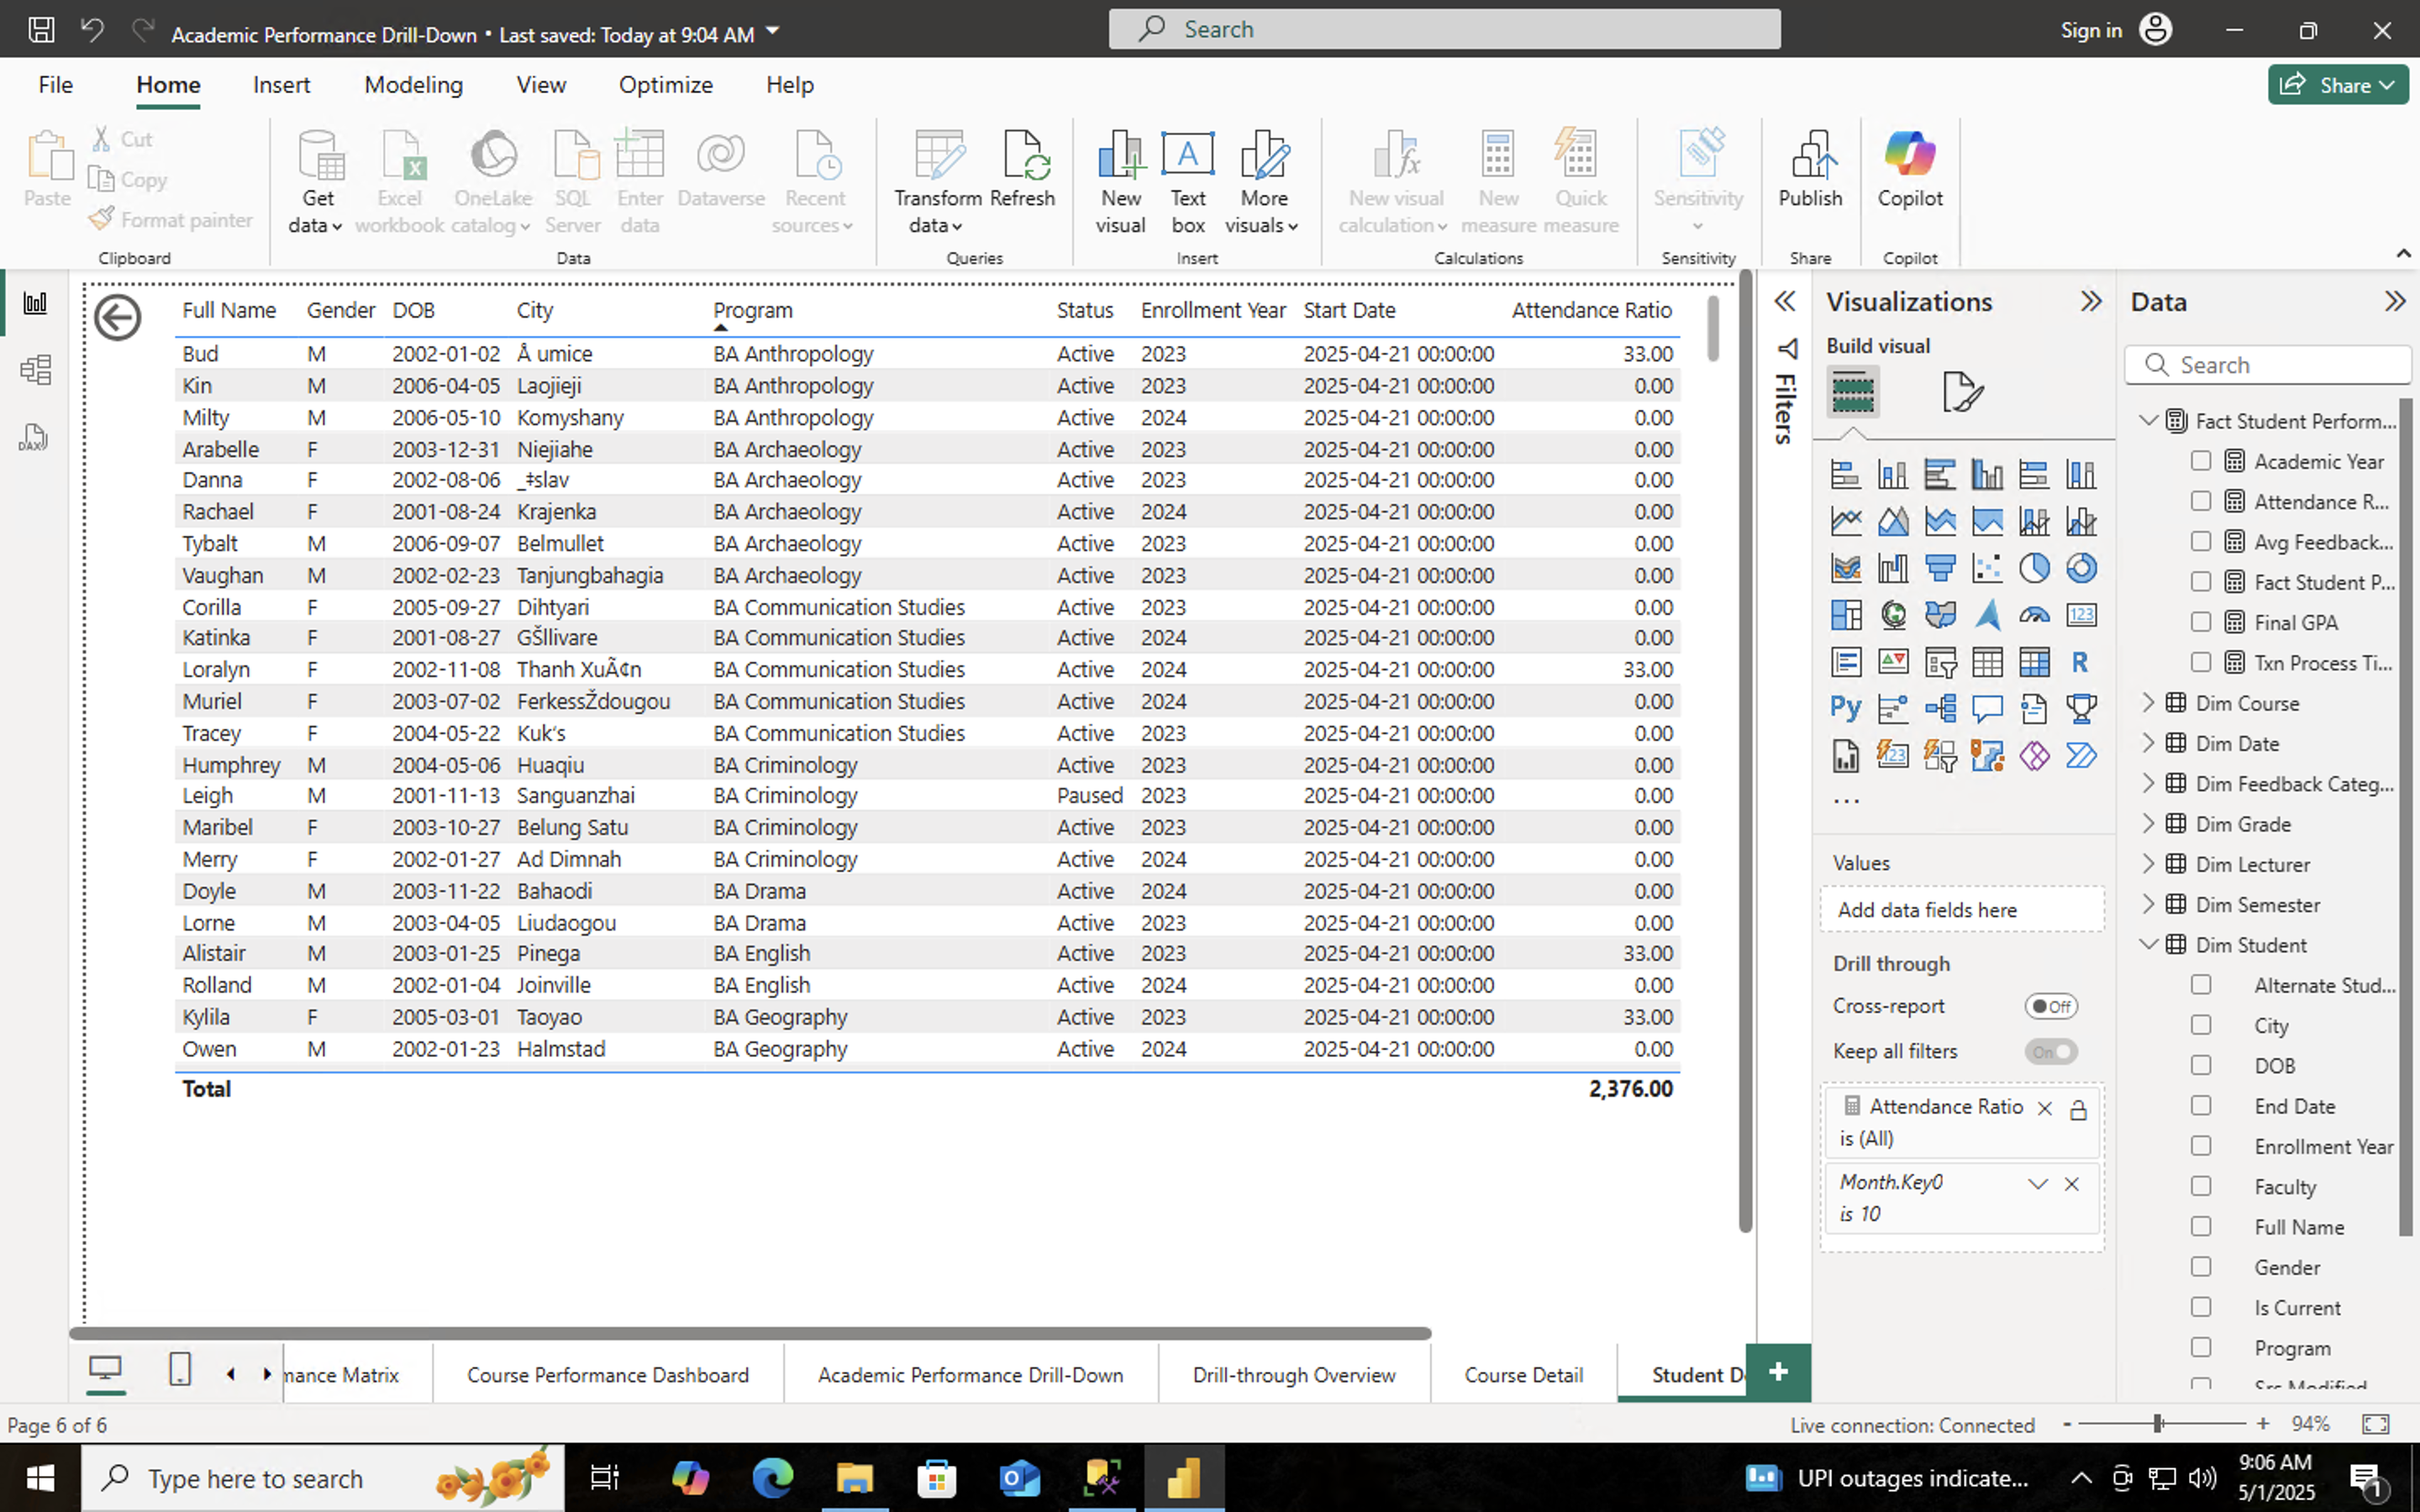 Academic Performance Drill-Down • Last saved: Today at 9:04 AM
Search
Sign in
File Home Insert Modeling View Optimize Help
Share
Paste
Cut
Copy
Format painter
Clipboard
Get data
Excel workbook
OneLake catalog
SQL Server
Enter data
Dataverse
Recent sources
Data
Transform data
Refresh
Queries
New visual
Text box
More visuals
Insert
New visual calculation
New measure
Quick measure
Calculations
Sensitivity
Sensitivity
Publish
Share
Copilot
Copilot
Full Name Gender DOB City Program Status Enrollment Year Start Date Attendance Ratio
Bud M 2002-01-02 Å umice BA Anthropology Active 2023 2025-04-21 00:00:00 33.00
Kin M 2006-04-05 Laojieji BA Anthropology Active 2023 2025-04-21 00:00:00 0.00
Milty M 2006-05-10 Komyshany BA Anthropology Active 2024 2025-04-21 00:00:00 0.00
Arabelle F 2003-12-31 Niejiahe BA Archaeology Active 2023 2025-04-21 00:00:00 0.00
Danna F 2002-08-06 _‡slav BA Archaeology Active 2023 2025-04-21 00:00:00 0.00
Rachael F 2001-08-24 Krajenka BA Archaeology Active 2024 2025-04-21 00:00:00 0.00
Tybalt M 2006-09-07 Belmullet BA Archaeology Active 2023 2025-04-21 00:00:00 0.00
Vaughan M 2002-02-23 Tanjungbahagia BA Archaeology Active 2023 2025-04-21 00:00:00 0.00
Corilla F 2005-09-27 Dihtyari BA Communication Studies Active 2023 2025-04-21 00:00:00 0.00
Katinka F 2001-08-27 GŠllivare BA Communication Studies Active 2024 2025-04-21 00:00:00 0.00
Loralyn F 2002-11-08 Thanh XuÃ¢n BA Communication Studies Active 2024 2025-04-21 00:00:00 33.00
Muriel F 2003-07-02 FerkessŽdougou BA Communication Studies Active 2024 2025-04-21 00:00:00 0.00
Tracey F 2004-05-22 Kuk‘s BA Communication Studies Active 2023 2025-04-21 00:00:00 0.00
Humphrey M 2004-05-06 Huaqiu BA Criminology Active 2023 2025-04-21 00:00:00 0.00
Leigh M 2001-11-13 Sanguanzhai BA Criminology Paused 2023 2025-04-21 00:00:00 0.00
Maribel F 2003-10-27 Belung Satu BA Criminology Active 2023 2025-04-21 00:00:00 0.00
Merry F 2002-01-27 Ad Dimnah BA Criminology Active 2024 2025-04-21 00:00:00 0.00
Doyle M 2003-11-22 Bahaodi BA Drama Active 2024 2025-04-21 00:00:00 0.00
Lorne M 2003-04-05 Liudaogou BA Drama Active 2023 2025-04-21 00:00:00 0.00
Alistair M 2003-01-25 Pinega BA English Active 2023 2025-04-21 00:00:00 33.00
Rolland M 2002-01-04 Joinville BA English Active 2024 2025-04-21 00:00:00 0.00
Kylila F 2005-03-01 Taoyao BA Geography Active 2023 2025-04-21 00:00:00 33.00
Owen M 2002-01-23 Halmstad BA Geography Active 2024 2025-04-21 00:00:00 0.00
Total 2,376.00
Filters
Visualizations
Build visual
Values
Add data fields here
Drill through
Cross-report Off
Keep all filters On
Attendance Ratio
is (All)
Month.Key0
is 10
Data
Search
Fact Student Perform...
Academic Year
Attendance R...
Avg Feedback...
Fact Student P...
Final GPA
Txn Process Ti...
Dim Course
Dim Date
Dim Feedback Categ...
Dim Grade
Dim Lecturer
Dim Semester
Dim Student
Alternate Stud...
City
DOB
End Date
Enrollment Year
Faculty
Full Name
Gender
Is Current
Program
Src Modified
mance Matrix
Course Performance Dashboard
Academic Performance Drill-Down
Drill-through Overview
Course Detail
Student D
Page 6 of 6
Live connection: Connected
94%
Type here to search
UPI outages indicate...
9:06 AM
5/1/2025
1